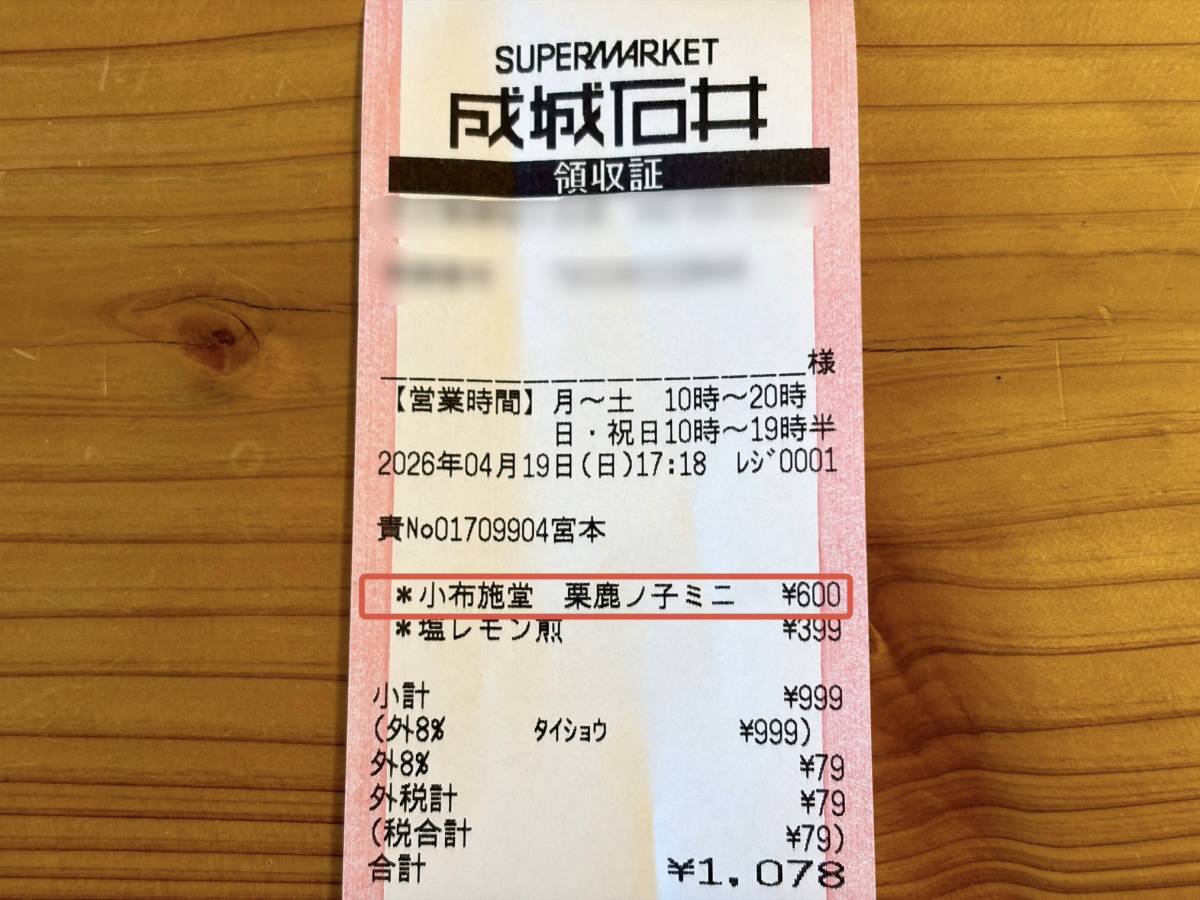 SUPERMARKET
成城石井
領収証
様
【営業時間】月～土 10時～20時
日・祝日10時～19時半
2026年04月19日(日)17:18 ﾚｼﾞ0001
責No01709904宮本
*小布施堂 栗鹿ノ子ミニ ¥600
*塩レモン煎 ¥399
小計 ¥999
(外8% ﾀｲｼｮｳ ¥999)
外8% ¥79
外税計 ¥79
(税合計 ¥79)
合計 ¥1,078